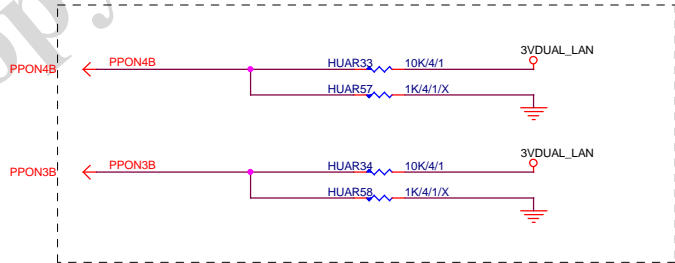 3VDUAL_LAN
PPON4B PPON4B HUAR33 10K/4/1
HUAR57 1K/4/1/X
3VDUAL_LAN
PPON3B PPON3B HUAR34 10K/4/1
HUAR58 1K/4/1/X